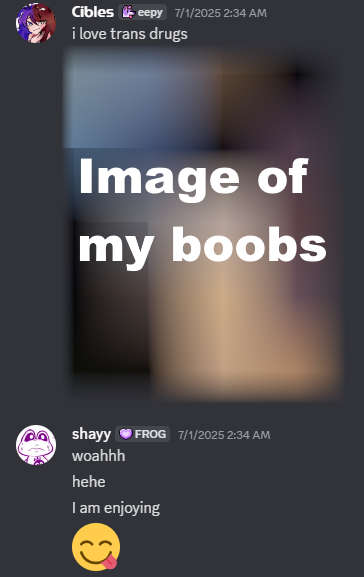 Cibles eepy 7/1/2025 2:34 AM
i love trans drugs
Image of
my boobs
shayy FROG 7/1/2025 2:34 AM
woahhh
hehe
I am enjoying